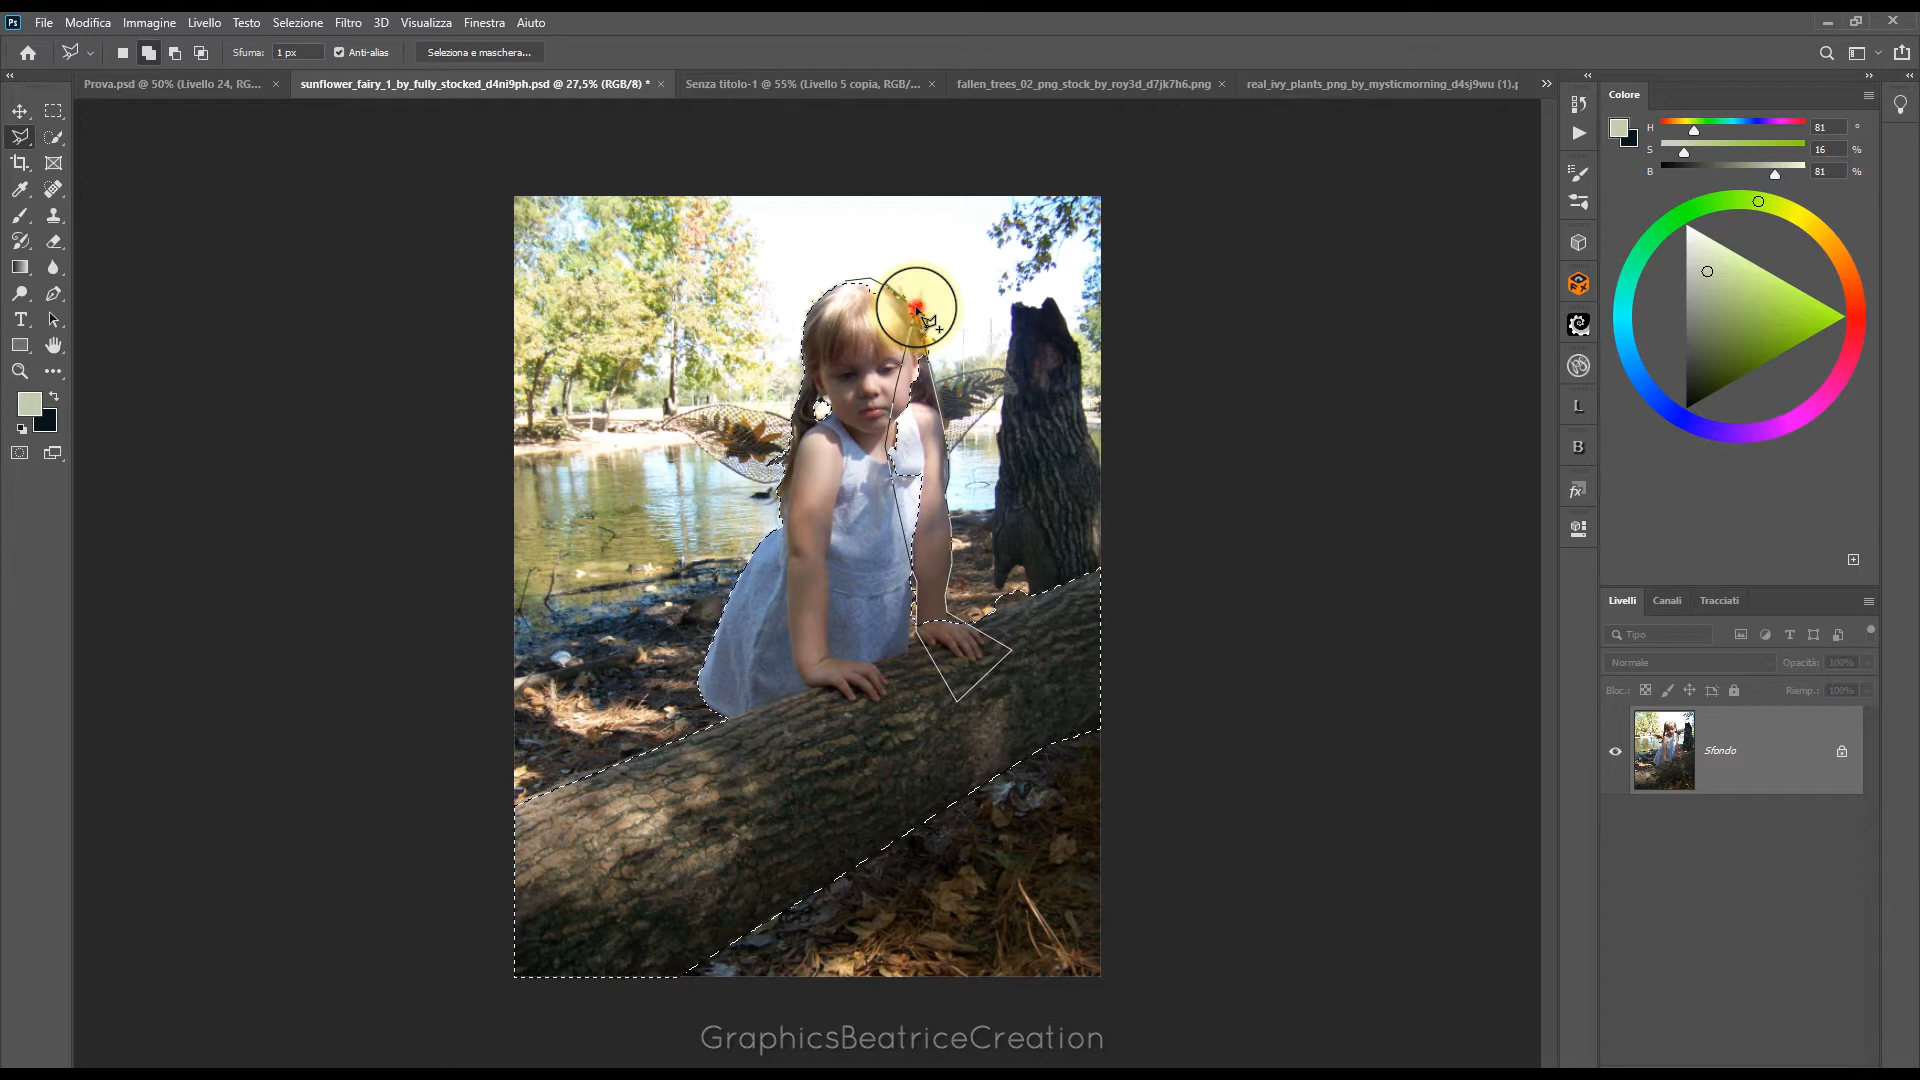 Ps File Modifica Immagine Livello Testo Selezione Filtro 3D Visualizza Finestra Aiuto
Sfuma: 1 px Anti-alias Seleziona e maschera...
Prova.psd @ 50% (Livello 24, RG... × sunflower_fairy_1_by_fully_stocked_d4ni9ph.psd @ 27,5% (RGB/8) * × Senza titolo-1 @ 55% (Livello 5 copia, RGB/... × fallen_trees_02_png_stock_by_roy3d_d7jk7h6.png × real_ivy_plants_png_by_mysticmorning_d4sj9wu (1).p
Colore
H 81 °
S 16 %
B 81 %
L
B
fx
Livelli Canali Tracciati
Tipo
Normale Opacità: 100%
Bloc.: Riemp.: 100%
Sfondo
GraphicsBeatriceCreation